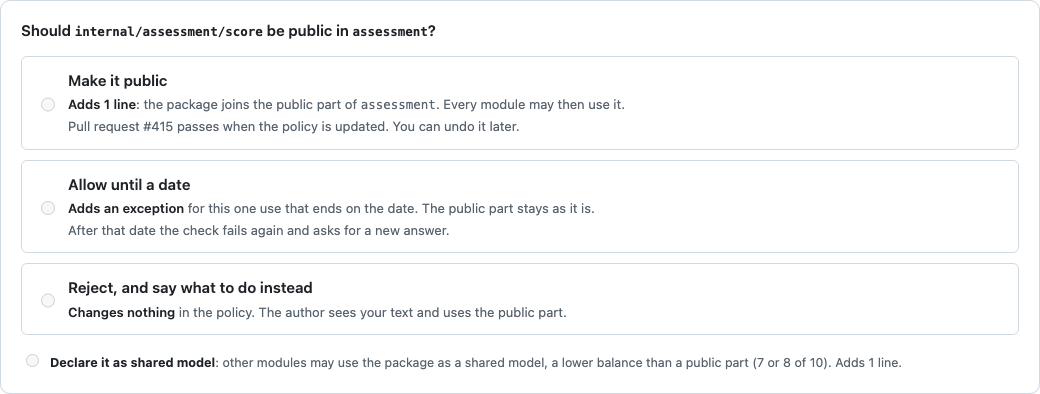 Should internal/assessment/score be public in assessment?
Make it public
Adds 1 line: the package joins the public part of assessment. Every module may then use it.
Pull request #415 passes when the policy is updated. You can undo it later.
Allow until a date
Adds an exception for this one use that ends on the date. The public part stays as it is.
After that date the check fails again and asks for a new answer.
Reject, and say what to do instead
Changes nothing in the policy. The author sees your text and uses the public part.
Declare it as shared model: other modules may use the package as a shared model, a lower balance than a public part (7 or 8 of 10). Adds 1 line.